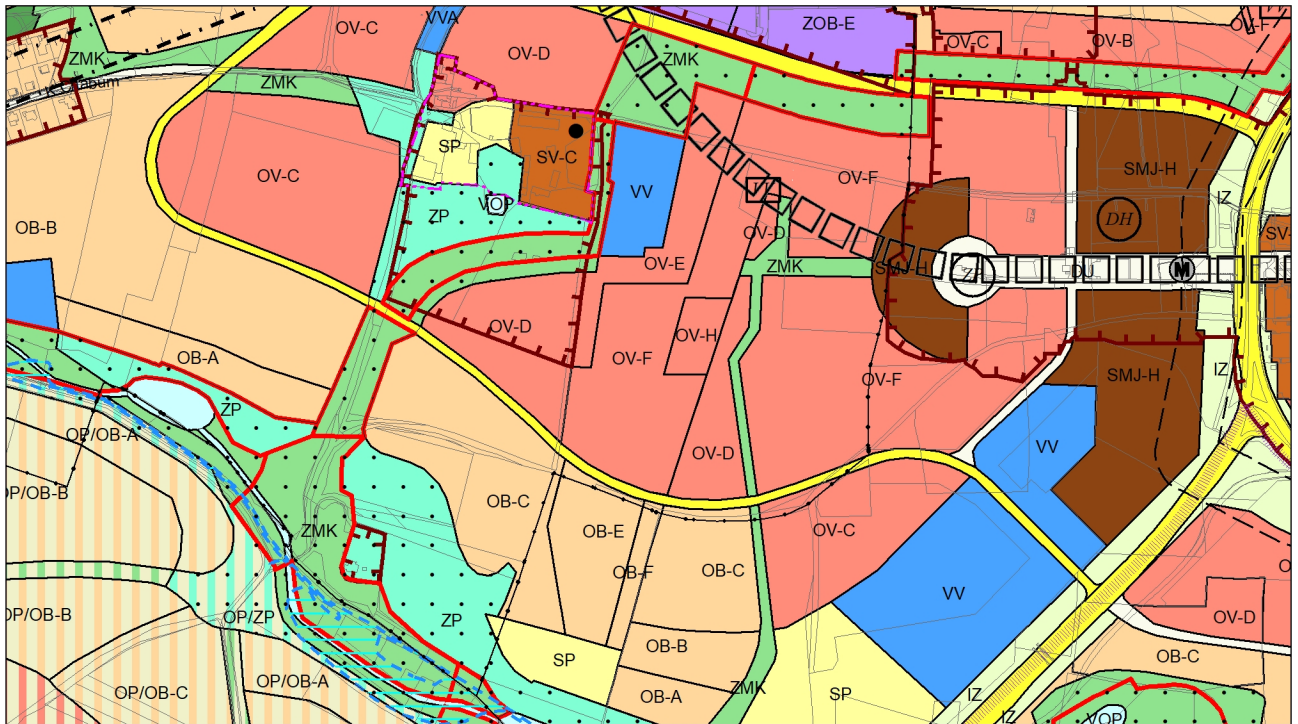 OV-C
VVA
OV-D
ZOB-E
OV-C
OV-B
OV-F
ZMK
ZMK
ZMK
SP
SV-C
OV-C
VV
OV-F
SMJ-H
IZ
DH
OB-B
ZP
VOP
OV-D
SV-
OV-E
ZMK
SMJ-H
ZP
DU
M
OV-D
OV-F
OV-H
OB-A
OV-F
SMJ-H
IZ
ZP
OP/OB-A
OV-D
VV
OP/OB-B
OB-C
OB-E
OV-C
ZMK
OB-F
OB-C
VV
OP/OB-B
OP/ZP
ZP
OV-D
SP
OB-B
OB-C
OP/OB-C
OP/OB-A
OB-A
ZMK
SP
IZ
IZ
VOP